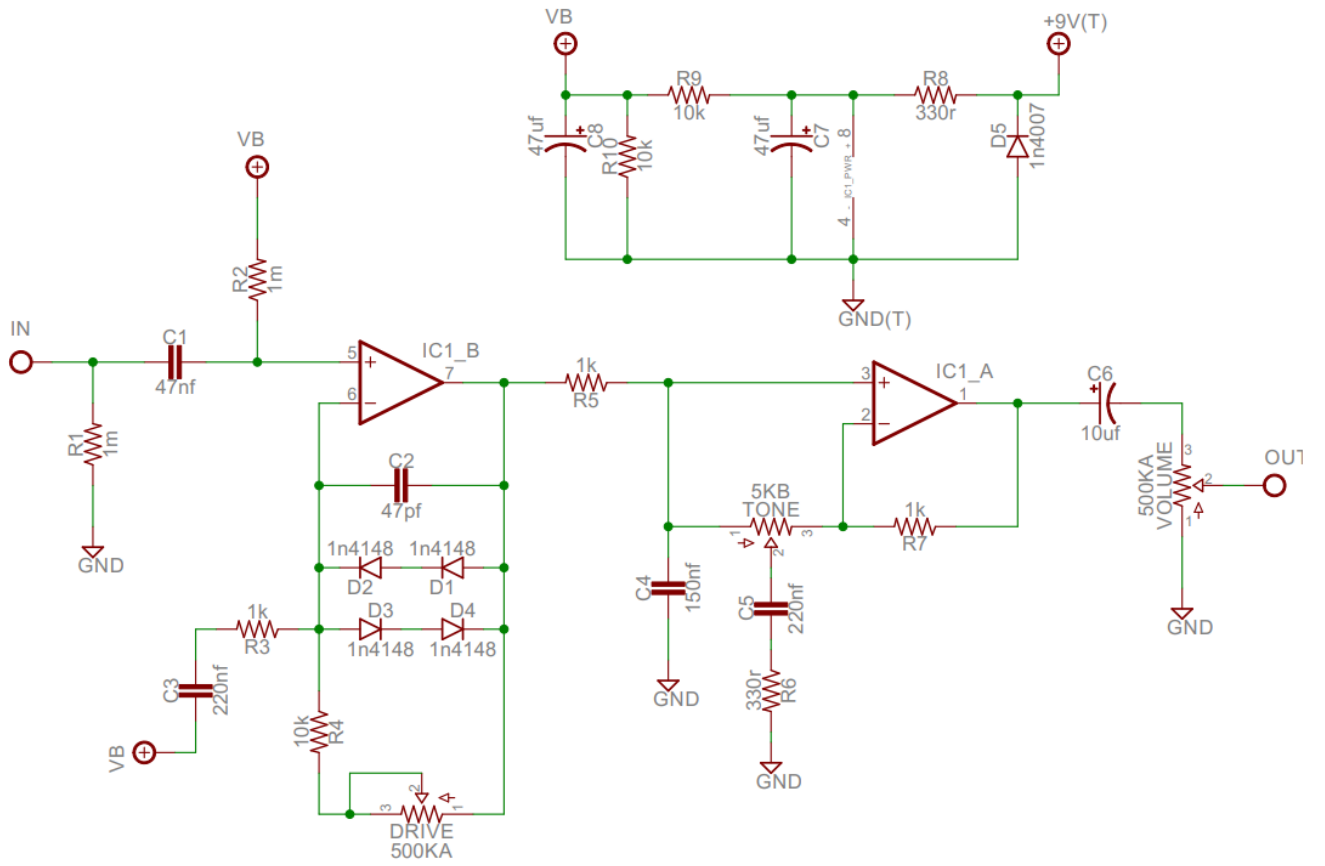 VB
+9V(T)
R9
10k
R8
330r
47uf
C8
R10
10k
47uf
C7
4 - IC1_PWR + 8
D5
1n4007
GND(T)
VB
R2
1m
IN
C1
47nf
R1
1m
GND
5
+
6
-
7
IC1_B
1k
R5
3
+
2
-
1
IC1_A
C6
+
10uf
3
2
1
500KA
VOLUME
OUT
GND
C2
47pf
1n4148
1n4148
D2
D1
D3
D4
1n4148
1n4148
1k
R3
C3
220nf
VB
10k
R4
3
2
1
DRIVE
500KA
5KB
TONE
1
2
3
1k
R7
C4
150nf
GND
C5
220nf
330r
R6
GND